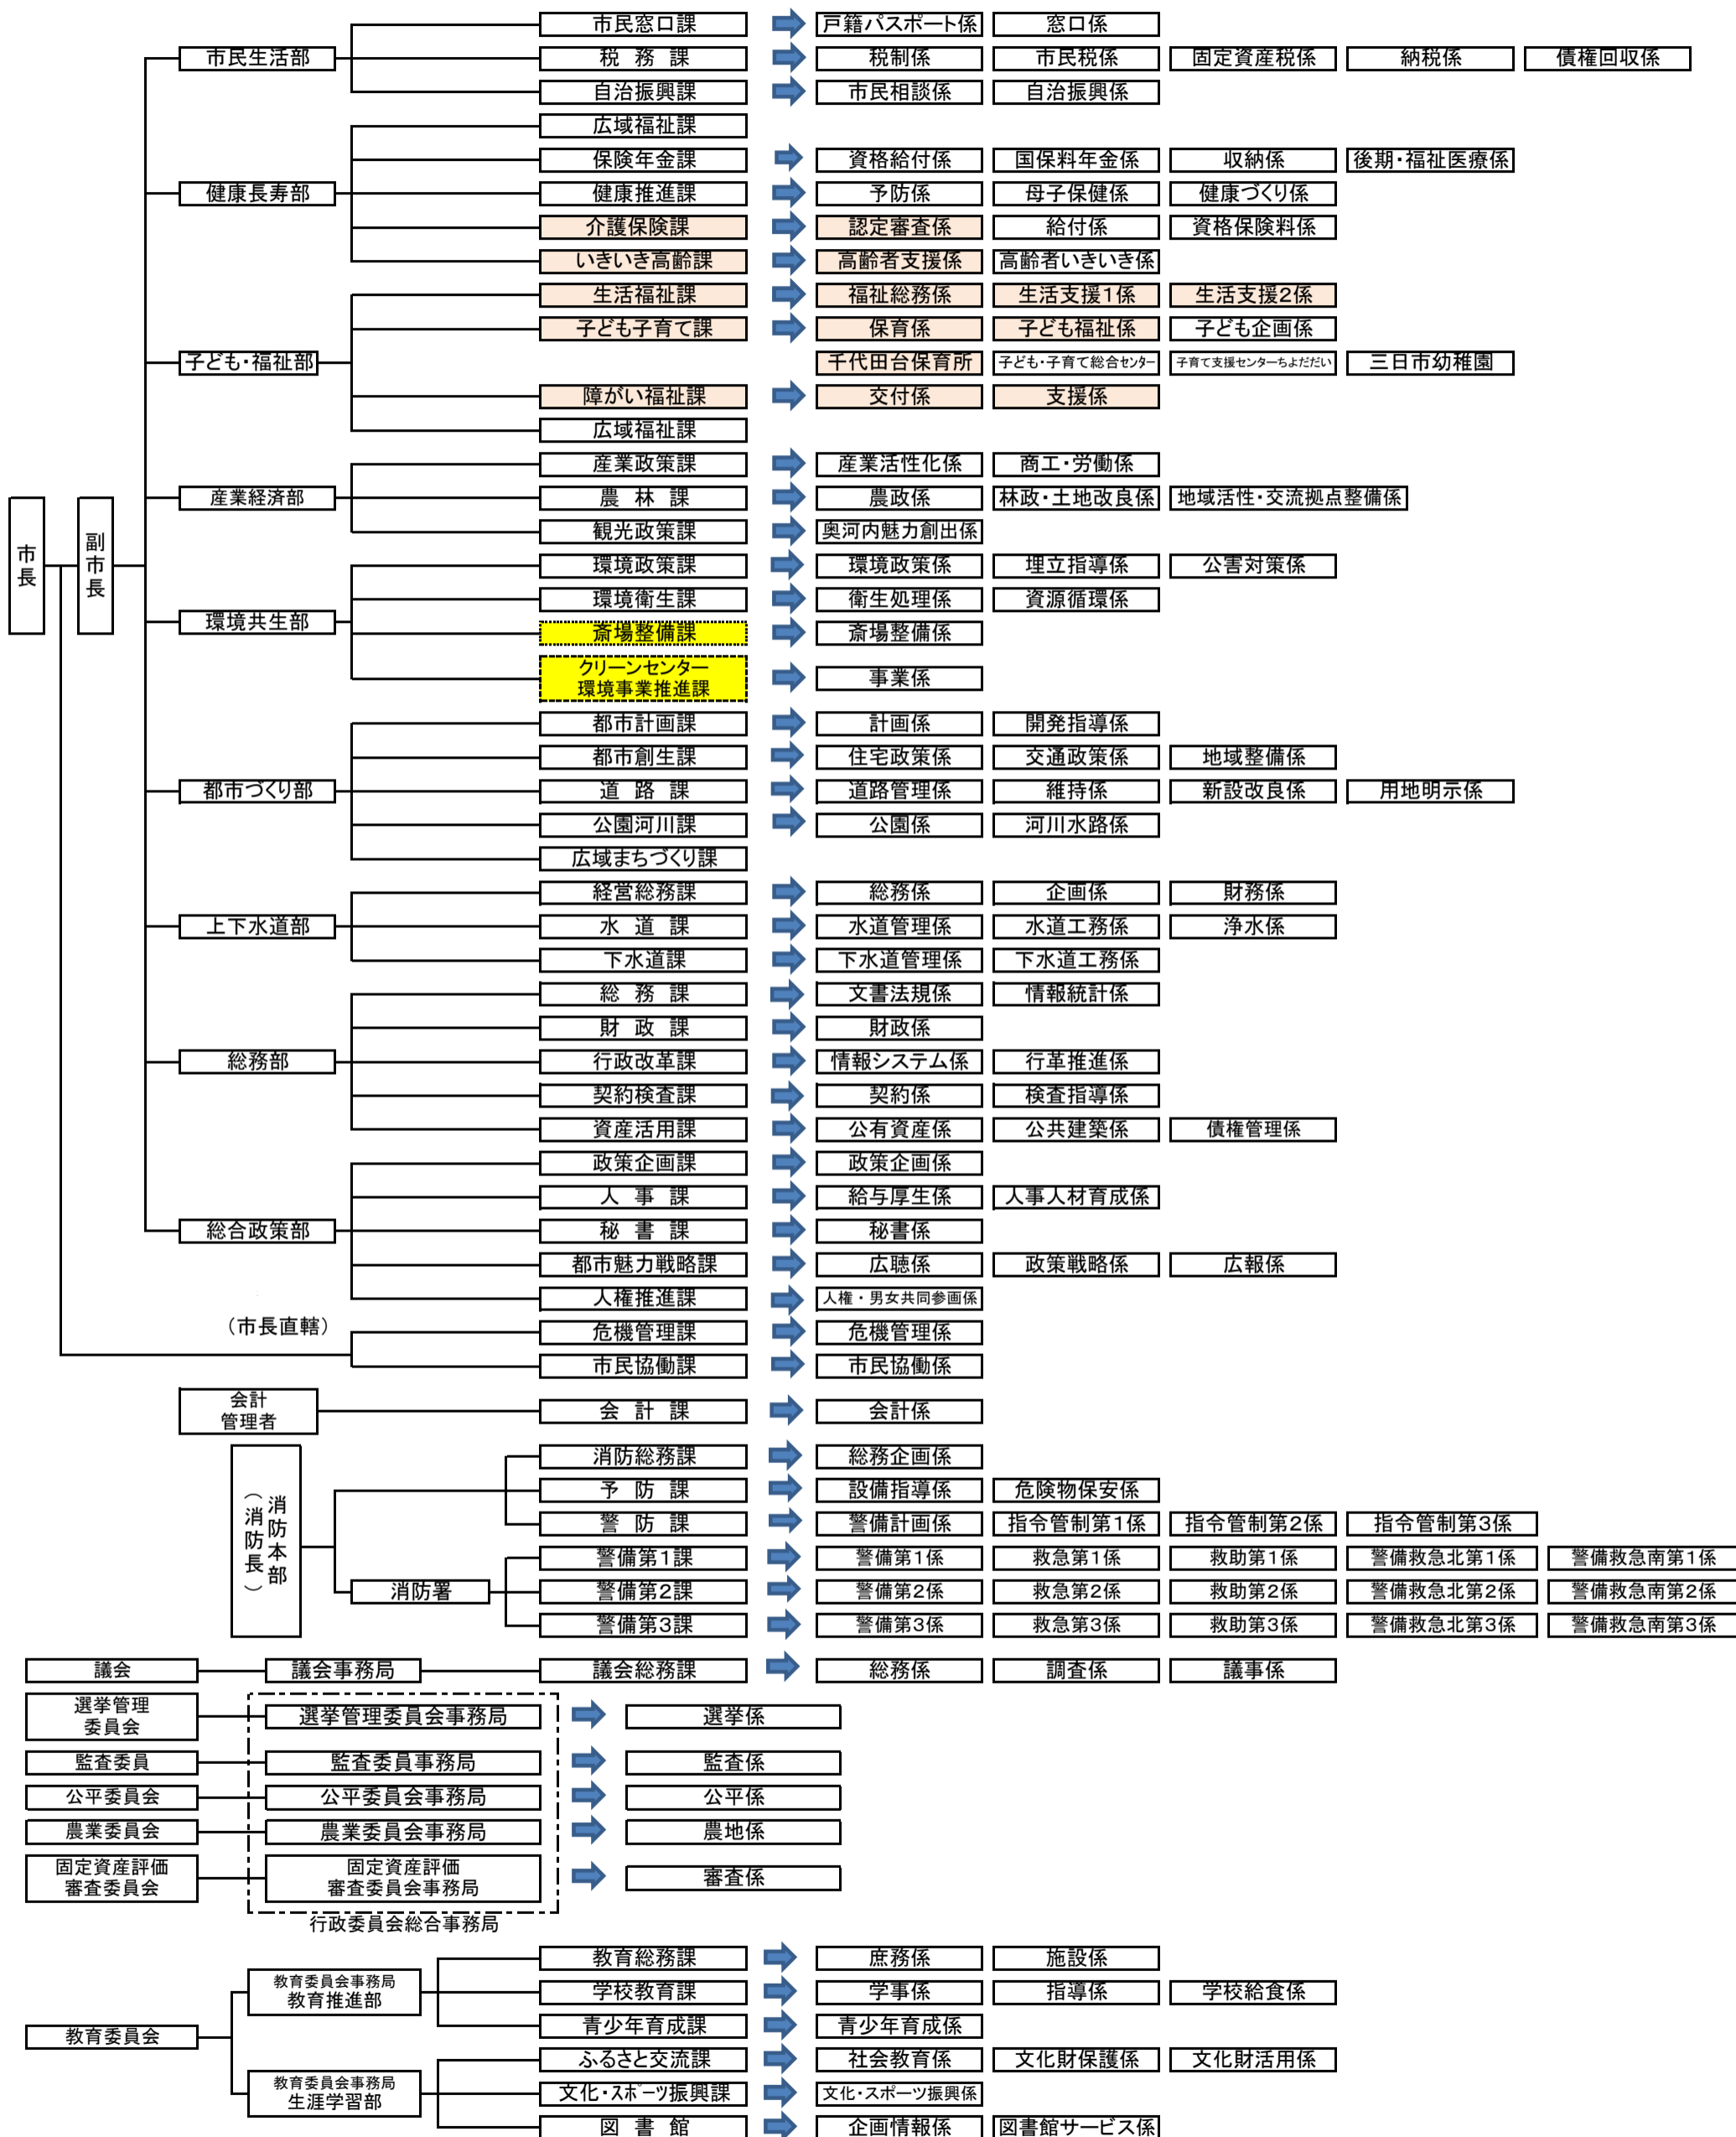 市民窓口課 戸籍パスポート係 窓口係
市民生活部 税　務　課 税制係 市民税係 固定資産税係 納税係 債権回収係
自治振興課 市民相談係 自治振興係
広域福祉課
保険年金課 資格給付係 国保料年金係 収納係 後期・福祉医療係
健康長寿部 健康推進課 予防係 母子保健係 健康づくり係
介護保険課 認定審査係 給付係 資格保険料係
いきいき高齢課 高齢者支援係 高齢者いきいき係
生活福祉課 福祉総務係 生活支援1係 生活支援2係
子ども子育て課 保育係 子ども福祉係 子ども企画係
子ども・福祉部 千代田台保育所 子ども・子育て総合センター 子育て支援センターちよだだい 三日市幼稚園
障がい福祉課 交付係 支援係
広域福祉課
産業政策課 産業活性化係 商工・労働係
産業経済部 農　林　課 農政係 林政・土地改良係 地域活性・交流拠点整備係
観光政策課 奥河内魅力創出係
市長 副市長 環境政策課 環境政策係 埋立指導係 公害対策係
環境衛生課 衛生処理係 資源循環係
環境共生部 斎場整備課 斎場整備係
クリーンセンター
環境事業推進課 事業係
都市計画課 計画係 開発指導係
都市創生課 住宅政策係 交通政策係 地域整備係
都市づくり部 道　路　課 道路管理係 維持係 新設改良係 用地明示係
公園河川課 公園係 河川水路係
広域まちづくり課
経営総務課 総務係 企画係 財務係
上下水道部 水　道　課 水道管理係 水道工務係 浄水係
下水道課 下水道管理係 下水道工務係
総　務　課 文書法規係 情報統計係
財　政　課 財政係
総務部 行政改革課 情報システム係 行革推進係
契約検査課 契約係 検査指導係
資産活用課 公有資産係 公共建築係 債権管理係
政策企画課 政策企画係
人　事　課 給与厚生係 人事人材育成係
総合政策部 秘　書　課 秘書係
都市魅力戦略課 広聴係 政策戦略係 広報係
人権推進課 人権・男女共同参画係
（市長直轄） 危機管理課 危機管理係
市民協働課 市民協働係
会計
管理者 会　計　課 会計係
消防本部
（消防長）
消防総務課 総務企画係
予　防　課 設備指導係 危険物保安係
警　防　課 警備計画係 指令管制第1係 指令管制第2係 指令管制第3係
警備第1課 警備第1係 救急第1係 救助第1係 警備救急北第1係 警備救急南第1係
消防署 警備第2課 警備第2係 救急第2係 救助第2係 警備救急北第2係 警備救急南第2係
警備第3課 警備第3係 救急第3係 救助第3係 警備救急北第3係 警備救急南第3係
議会 議会事務局 議会総務課 総務係 調査係 議事係
選挙管理
委員会 選挙管理委員会事務局 選挙係
監査委員 監査委員事務局 監査係
公平委員会 公平委員会事務局 公平係
農業委員会 農業委員会事務局 農地係
固定資産評価
審査委員会
固定資産評価
審査委員会事務局 審査係
行政委員会総合事務局
教育総務課 庶務係 施設係
教育委員会事務局
教育推進部 学校教育課 学事係 指導係 学校給食係
青少年育成課 青少年育成係
教育委員会
ふるさと交流課 社会教育係 文化財保護係 文化財活用係
教育委員会事務局
生涯学習部 文化・スポーツ振興課 文化・スポーツ振興係
図　書　館 企画情報係 図書館サービス係